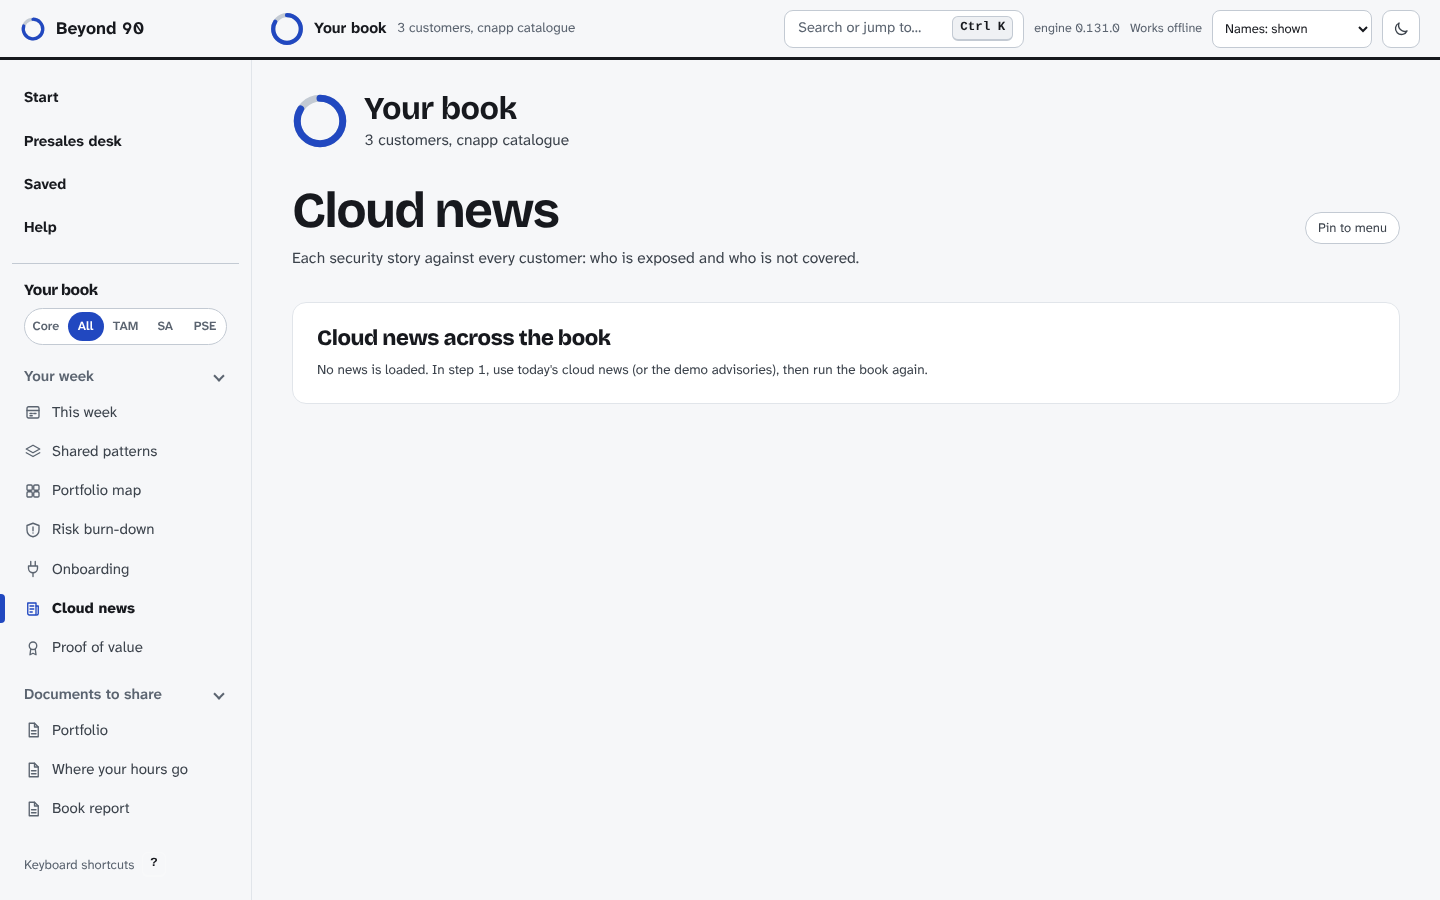 Beyond 90
Your book 3 customers, cnapp catalogue
Search or jump to... Ctrl K
engine 0.131.0 Works offline
Names: shown
Start
Presales desk
Saved
Help
Your book
Core All TAM SA PSE
Your week
This week
Shared patterns
Portfolio map
Risk burn-down
Onboarding
Cloud news
Proof of value
Documents to share
Portfolio
Where your hours go
Book report
Keyboard shortcuts ?
Your book
3 customers, cnapp catalogue
Cloud news
Pin to menu
Each security story against every customer: who is exposed and who is not covered.
Cloud news across the book
No news is loaded. In step 1, use today's cloud news (or the demo advisories), then run the book again.